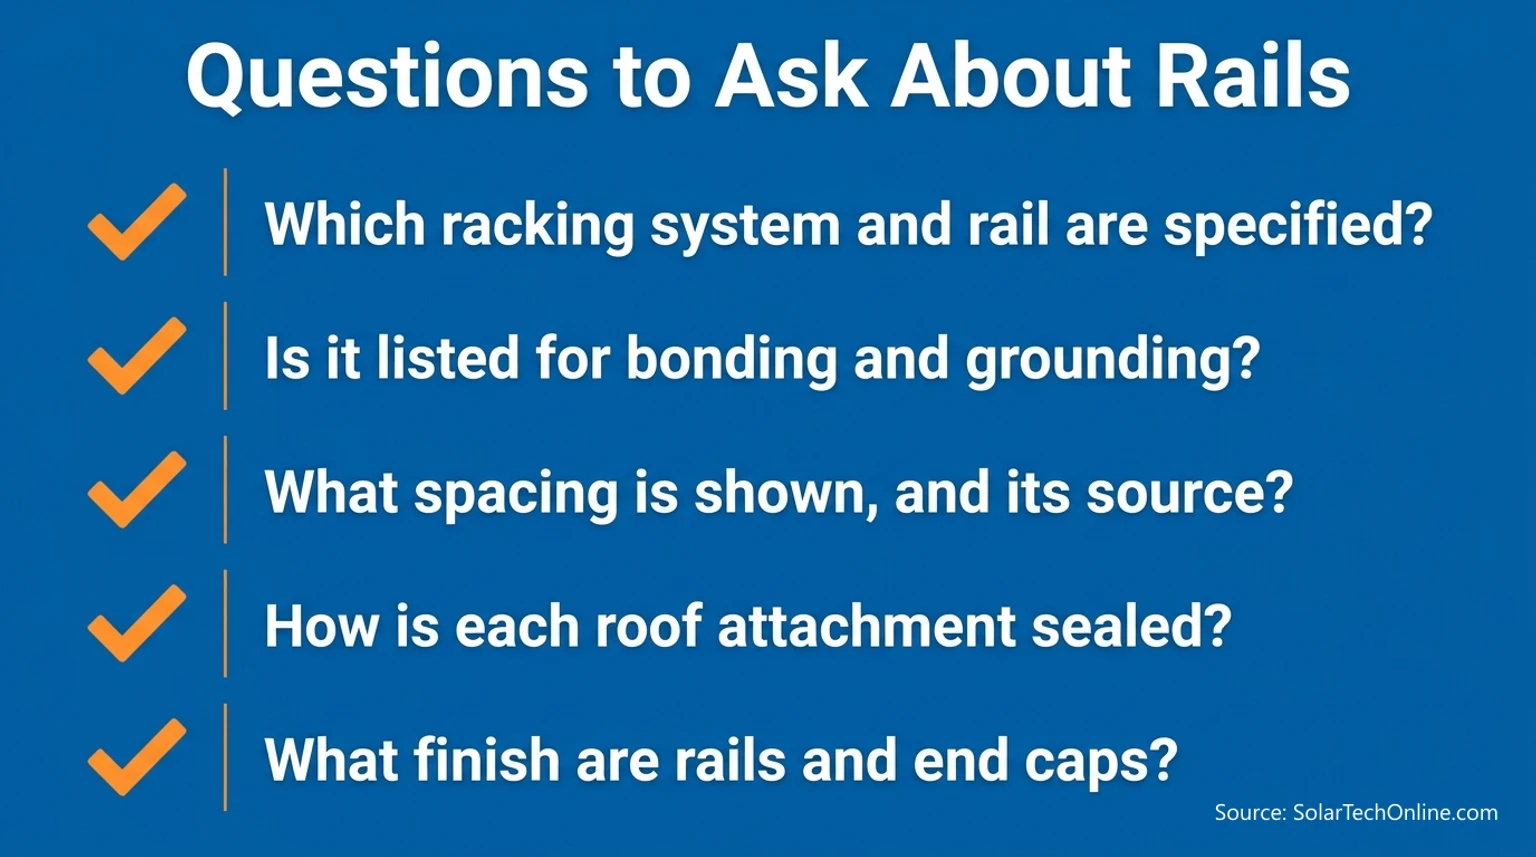 Questions to Ask About Rails
Which racking system and rail are specified?
Is it listed for bonding and grounding?
What spacing is shown, and its source?
How is each roof attachment sealed?
What finish are rails and end caps?
Source: SolarTechOnline.com